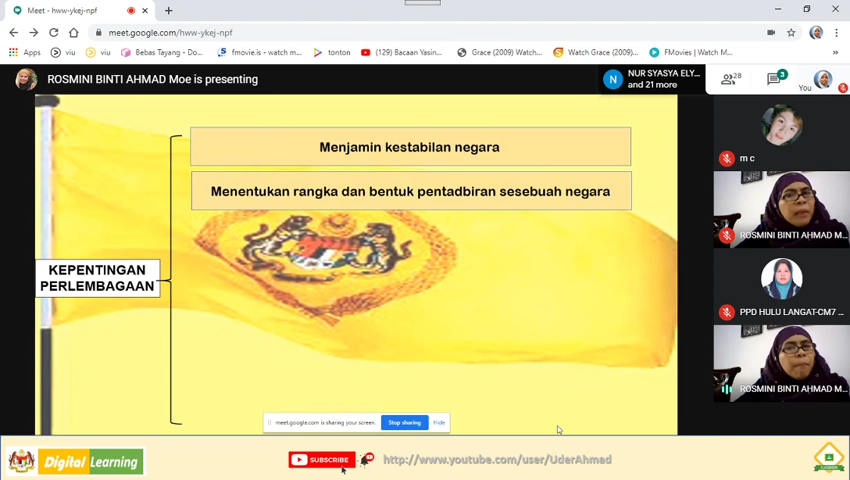 Meet - hww-ykej-npf
meet.google.com/hww-ykej-npf
Apps
viu
viu
Bebas Tayang - Do...
fmovie.is - watch m...
tonton
(129) Bacaan Yasin...
Grace (2009) Watch...
Watch Grace (2009)...
FMovies | Watch M...
ROSMINI BINTI AHMAD Moe is presenting
NUR SYASYA ELY...
and 21 more
28
3
You
Menjamin kestabilan negara
Menentukan rangka dan bentuk pentadbiran sesebuah negara
KEPENTINGAN
PERLEMBAGAAN
m c
ROSMINI BINTI AHMAD M...
PPD HULU LANGAT-CM7 ...
ROSMINI BINTI AHMAD M...
meet.google.com is sharing your screen.
Stop sharing
Hide
Digital Learning
SUBSCRIBE
http://www.youtube.com/user/UderAhmad